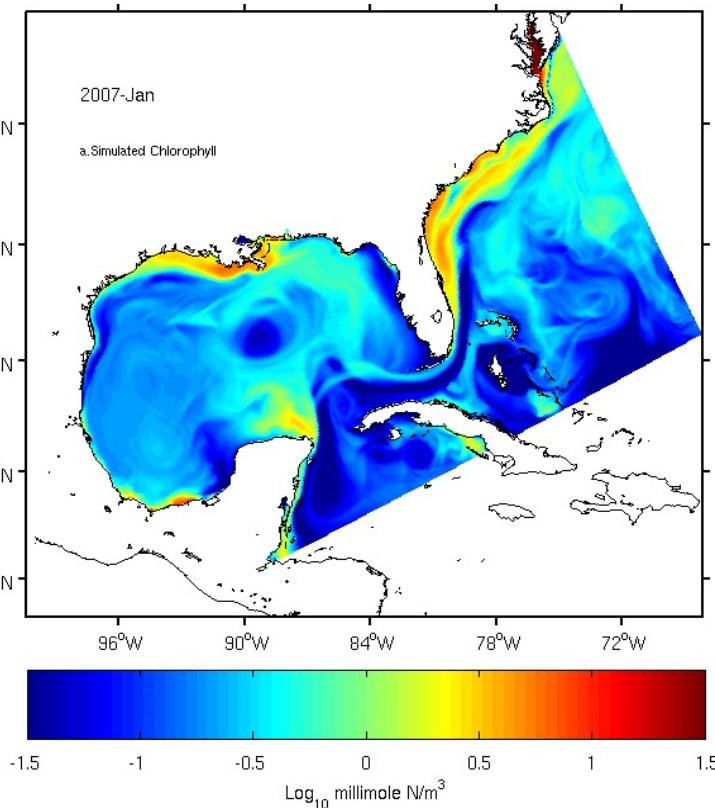 2007-Jan
a.Simulated Chlorophyll
N
N
N
N
N
96°W 90°W 84°W 78°W 72°W
-1.5 -1 -0.5 0 0.5 1 1.5
Log₁₀ millimole N/m³